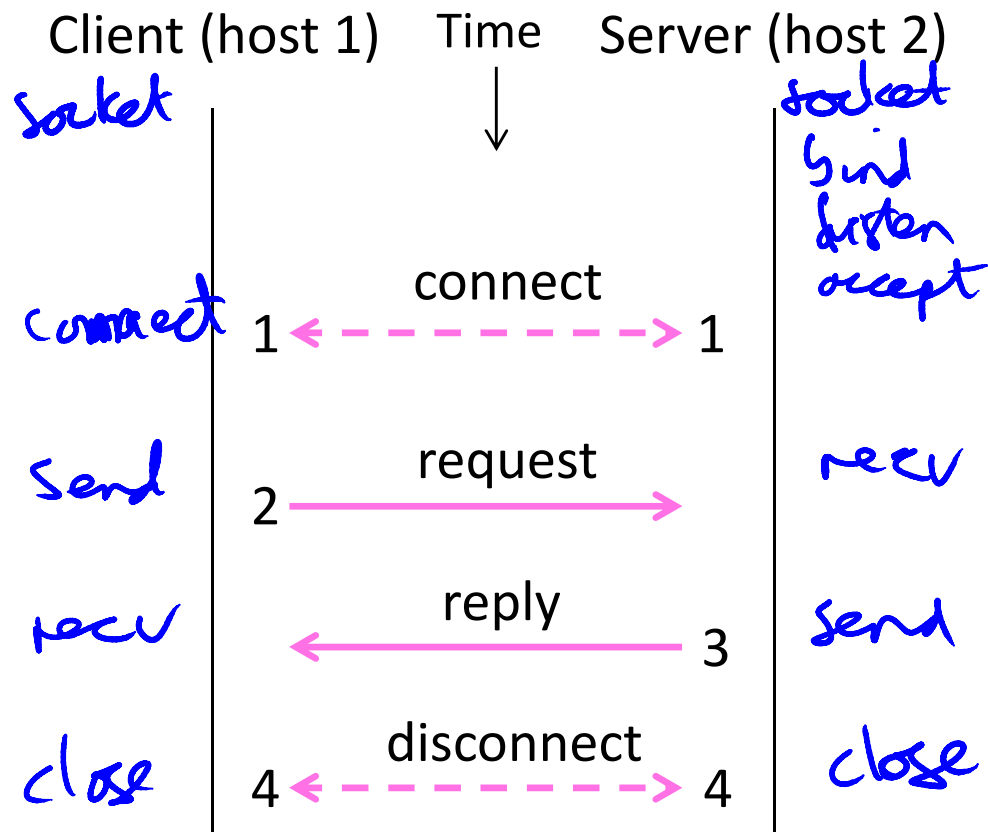 Client (host 1) Time Server (host 2)
socket socket
bind
listen
accept
connect
connect 1 1
request
send 2 recv
reply
recv 3 send
disconnect
close 4 4 close